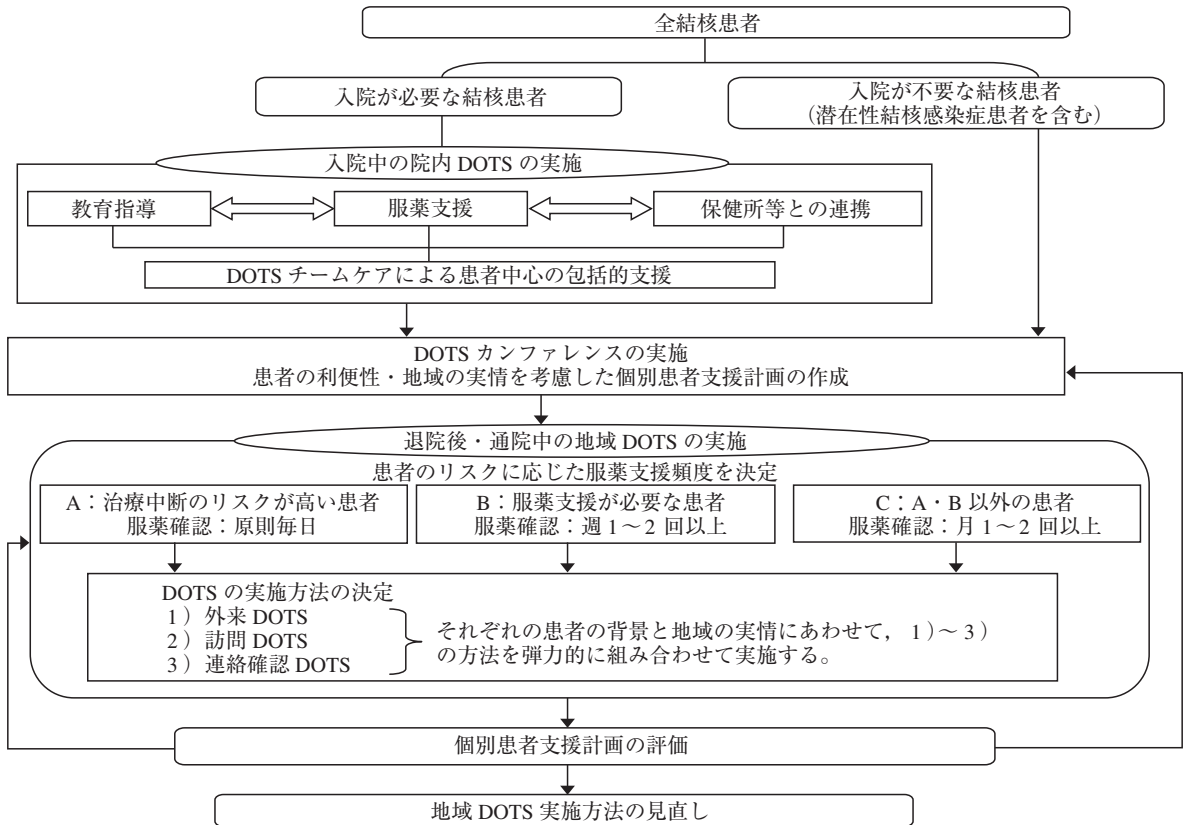 全結核患者
入院が必要な結核患者
入院が不要な結核患者
（潜在性結核感染症患者を含む）
入院中の院内 DOTS の実施
教育指導
服薬支援
保健所等との連携
DOTS チームケアによる患者中心の包括的支援
DOTS カンファレンスの実施
患者の利便性・地域の実情を考慮した個別患者支援計画の作成
退院後・通院中の地域 DOTS の実施
患者のリスクに応じた服薬支援頻度を決定
A：治療中断のリスクが高い患者
服薬確認：原則毎日
B：服薬支援が必要な患者
服薬確認：週 1～2 回以上
C：A・B 以外の患者
服薬確認：月 1～2 回以上
DOTS の実施方法の決定
1）外来 DOTS
2）訪問 DOTS
3）連絡確認 DOTS
それぞれの患者の背景と地域の実情にあわせて， 1）～ 3）
の方法を弾力的に組み合わせて実施する。
個別患者支援計画の評価
地域 DOTS 実施方法の見直し